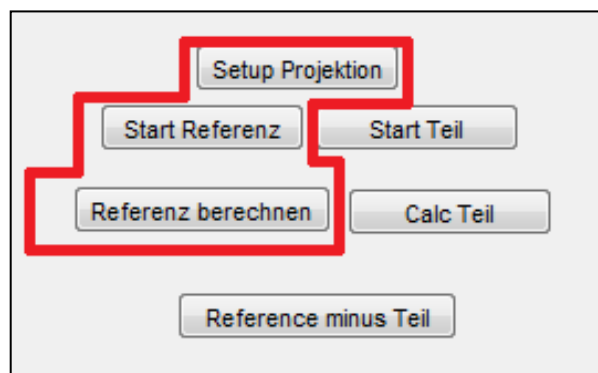 Setup Projektion
Start Referenz Start Teil
Referenz berechnen Calc Teil
Reference minus Teil